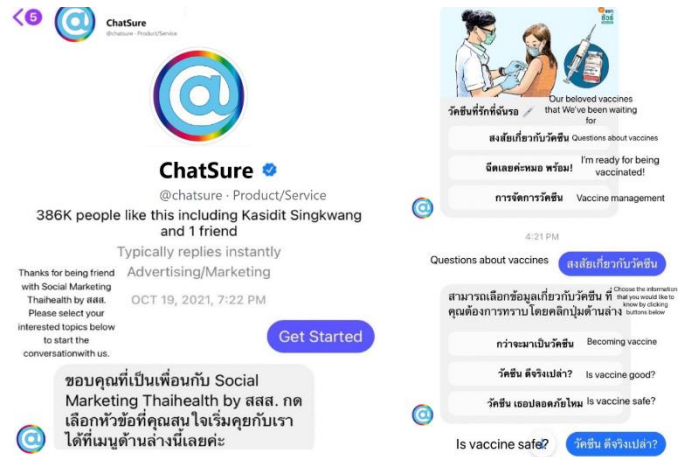 5
ChatSure
@chatsure · Product/Service
ChatSure
@chatsure · Product/Service
386K people like this including Kasidit Singkwang
and 1 friend
Typically replies instantly
Advertising/Marketing
OCT 19, 2021, 7:22 PM
Thanks for being friend
with Social Marketing
Thaihealth by สสส.
Please select your
interested topics below
to start the
conversationwith us.
Get Started
ขอบคุณที่เป็นเพื่อนกับ Social
Marketing Thaihealth by สสส. กด
เลือกหัวข้อที่คุณสนใจเริ่มคุยกับเรา
ได้ที่เมนูด้านล่างนี้เลยค่ะ
วัคซีนที่รักที่ฉันรอ
Our beloved vaccines
that We've been waiting
for
สงสัยเกี่ยวกับวัคซีน Questions about vaccines
ฉีดเลยค่ะหมอ พร้อม!
I'm ready for being
vaccinated!
การจัดการวัคซีน Vaccine management
4:21 PM
Questions about vaccines สงสัยเกี่ยวกับวัคซีน
สามารถเลือกข้อมูลเกี่ยวกับวัคซีน ที่
คุณต้องการทราบโดยคลิกปุ่มด้านล่าง
Choose the information
that you would like to
know by clicking
buttons below
กว่าจะมาเป็นวัคซีน Becoming vaccine
วัคซีน ดีจริงเปล่า? Is vaccine good?
วัคซีน เธอปลอดภัยไหม Is vaccine safe?
Is vaccine safe? วัคซีน ดีจริงเปล่า?